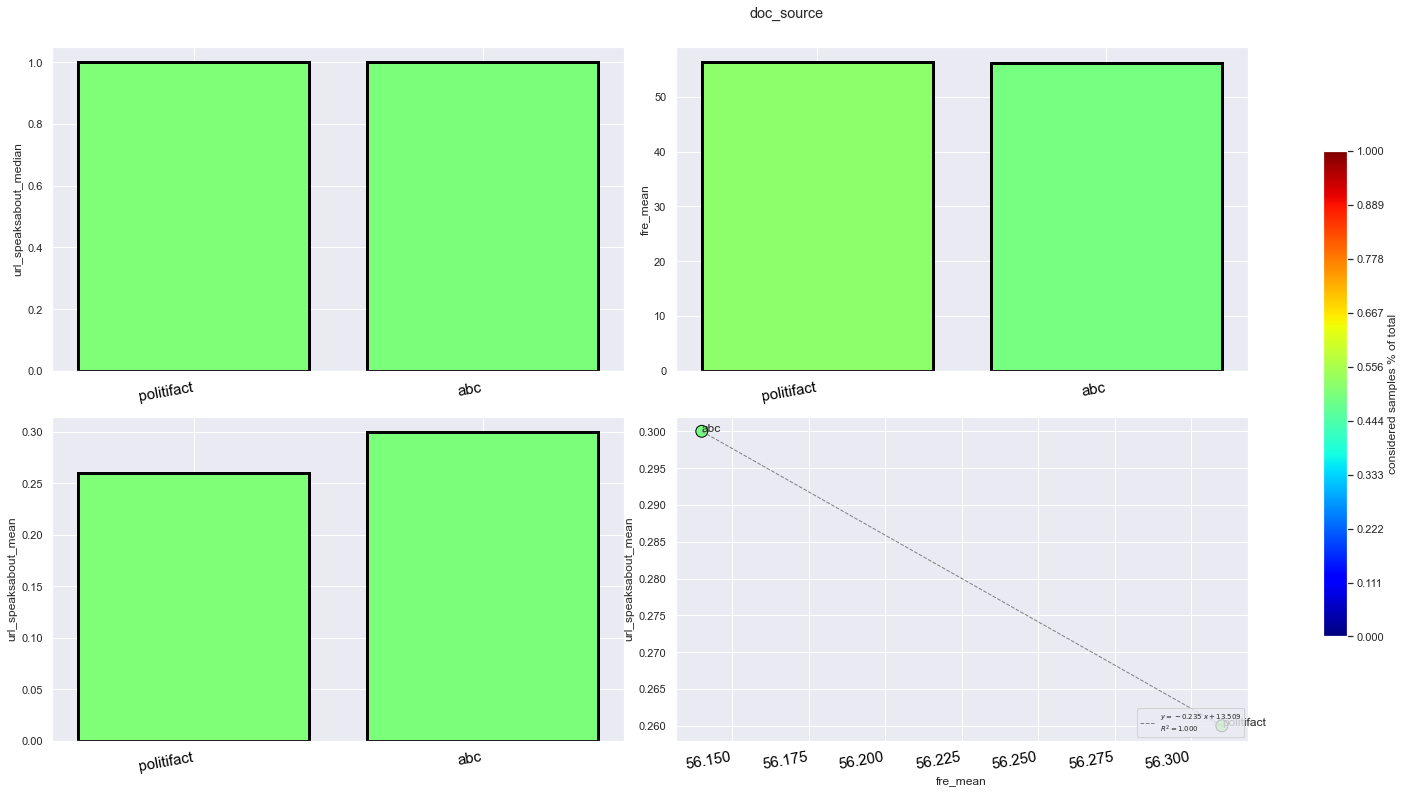 doc_source
url_speaksabout_median
1.0
0.8
0.6
0.4
0.2
0.0
politifact
abc
fre_mean
50
40
30
20
10
0
politifact
abc
url_speaksabout_mean
0.30
0.25
0.20
0.15
0.10
0.05
0.00
politifact
abc
url_speaksabout_mean
0.300
0.295
0.290
0.285
0.280
0.275
0.270
0.265
0.260
abc
politifact
y = −0.235 x + 13.509
R² = 1.000
56.150
56.175
56.200
56.225
56.250
56.275
56.300
fre_mean
1.000
0.889
0.778
0.667
0.556
0.444
0.333
0.222
0.111
0.000
considered samples % of total